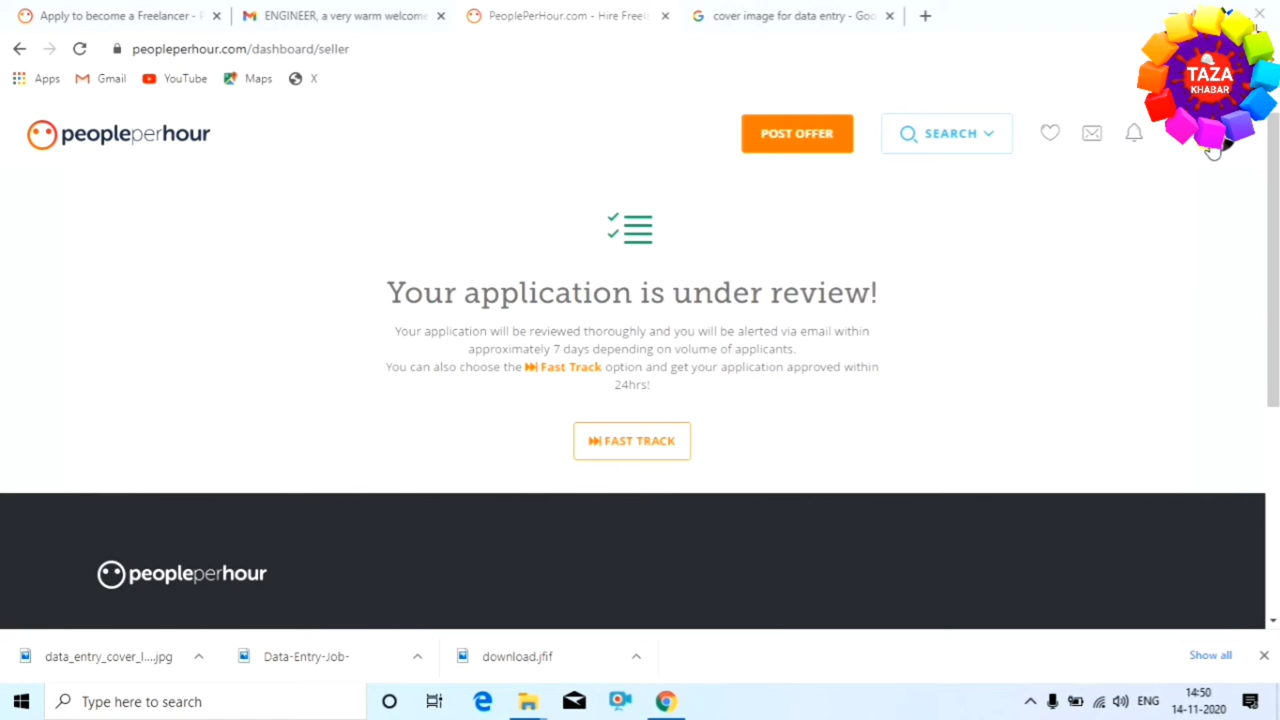 Apply to become a Freelancer - P
ENGINEER, a very warm welcome
PeoplePerHour.com - Hire Freela
cover image for data entry - Goo
peopleperhour.com/dashboard/seller
Apps
Gmail
YouTube
Maps
X
TAZA
KHABAR
peopleperhour
POST OFFER
SEARCH
Your application is under review!
Your application will be reviewed thoroughly and you will be alerted via email within
approximately 7 days depending on volume of applicants.
You can also choose the Fast Track option and get your application approved within
24hrs!
FAST TRACK
peopleperhour
data_entry_cover_l....jpg
Data-Entry-Job-
download.jfif
Show all
Type here to search
ENG
14:50
14-11-2020